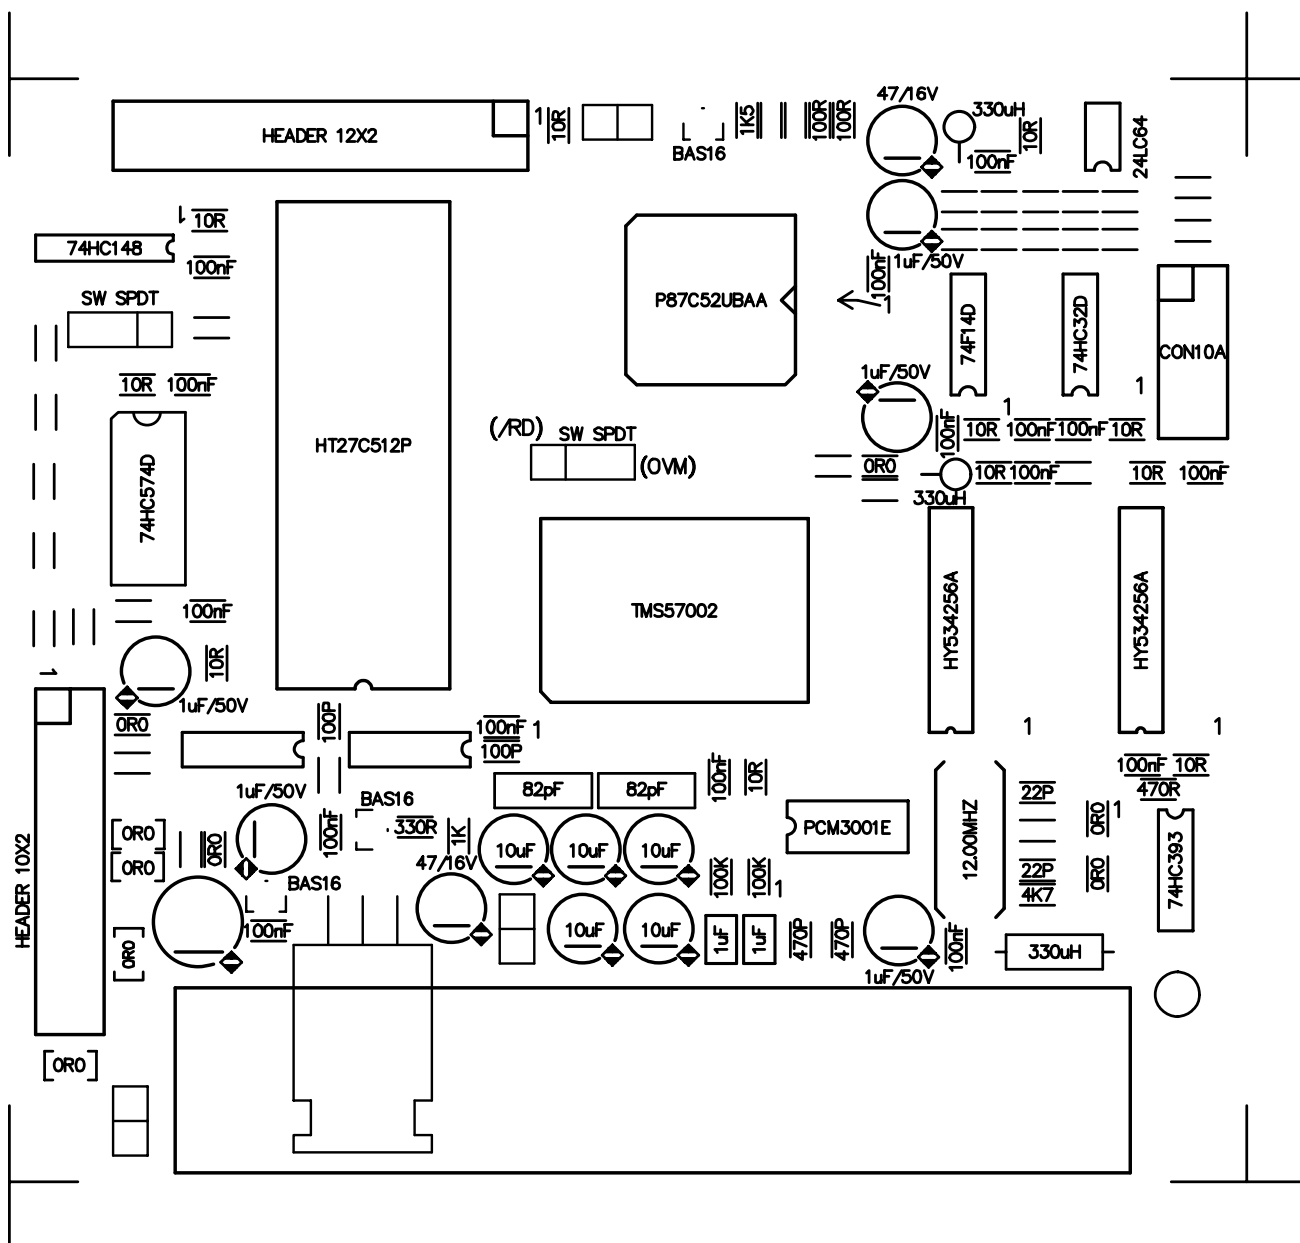 HEADER 12X2
1
10R
BAS16
1K5
100R
100R
47/16V
330uH
100nF
10R
24LC64
1
10R
74HC148
100nF
SW SPDT
P87C52UBAA
100nF
1
1uF/50V
74F14D
74HC32D
CON10A
1
10R
100nF
HT27C512P
(/RD)
SW SPDT
(OVM)
1uF/50V
1
100nF
10R
100nF
100nF
10R
0R0
10R
100nF
10R
100nF
330uH
74HC574D
100nF
TMS57002
HY534256A
HY534256A
10R
1
1uF/50V
0R0
100P
100nF
1
100P
1
1
100nF
10R
100nF
10R
470R
1uF/50V
BAS16
82pF
82pF
22P
0R0
1
100nF
330R
1K
10uF
10uF
10uF
PCM3001E
12.00MHZ
0R0
0R0
0R0
47/16V
BAS16
100K
100K
1
22P
4K7
0R0
74HC393
HEADER 10X2
100nF
10uF
10uF
1uF
1uF
470P
470P
100nF
330uH
0R0
1uF/50V
0R0